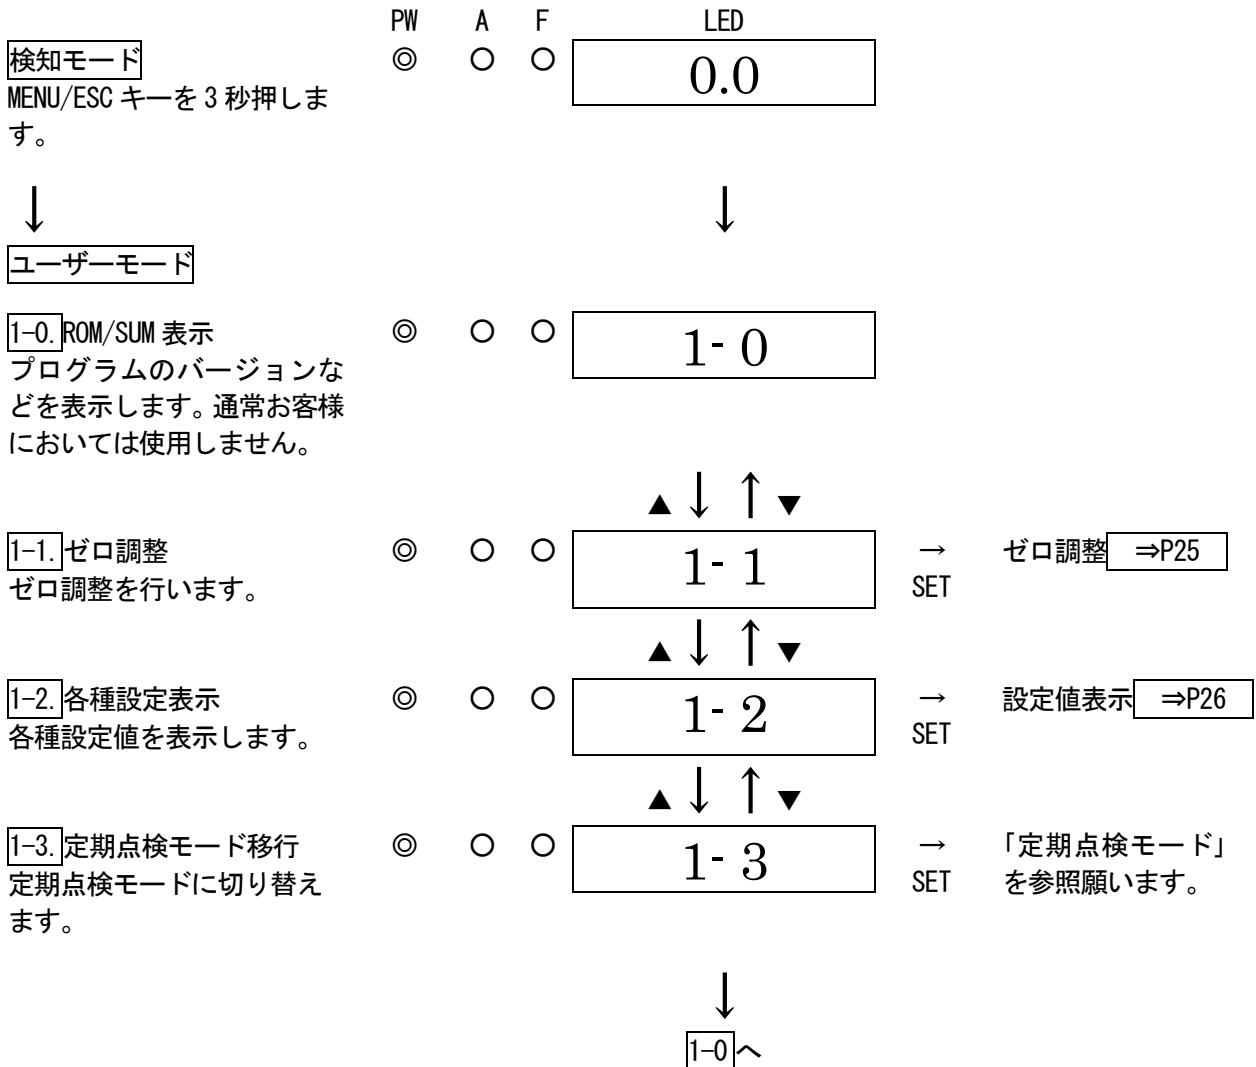 PW A F LED
検知モード ◎ ○ ○ 0.0
MENU/ESC キーを 3 秒押しま
す。
↓ ↓
ユーザーモード
1-0. ROM/SUM 表示 ◎ ○ ○ 1- 0
プログラムのバージョンな
どを表示します。通常お客様
においては使用しません。
▲ ↓ ↑ ▼
1-1. ゼロ調整 ◎ ○ ○ 1- 1 → ゼロ調整 ⇒P25
ゼロ調整を行います。 SET
▲ ↓ ↑ ▼
1-2. 各種設定表示 ◎ ○ ○ 1- 2 → 設定値表示 ⇒P26
各種設定値を表示します。 SET
▲ ↓ ↑ ▼
1-3. 定期点検モード移行 ◎ ○ ○ 1- 3 → 「定期点検モード」
定期点検モードに切り替え SET を参照願います。
ます。
↓
1-0 へ